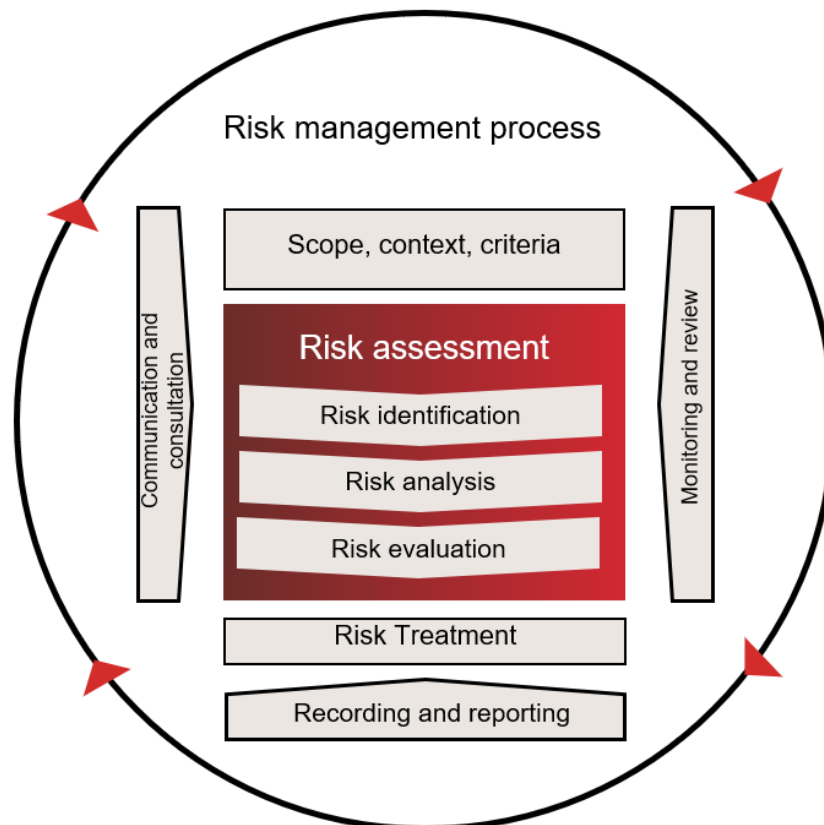 Risk management process
Scope, context, criteria
Risk assessment
Risk identification
Risk analysis
Risk evaluation
Communication and
consultation
Monitoring and review
Risk Treatment
Recording and reporting